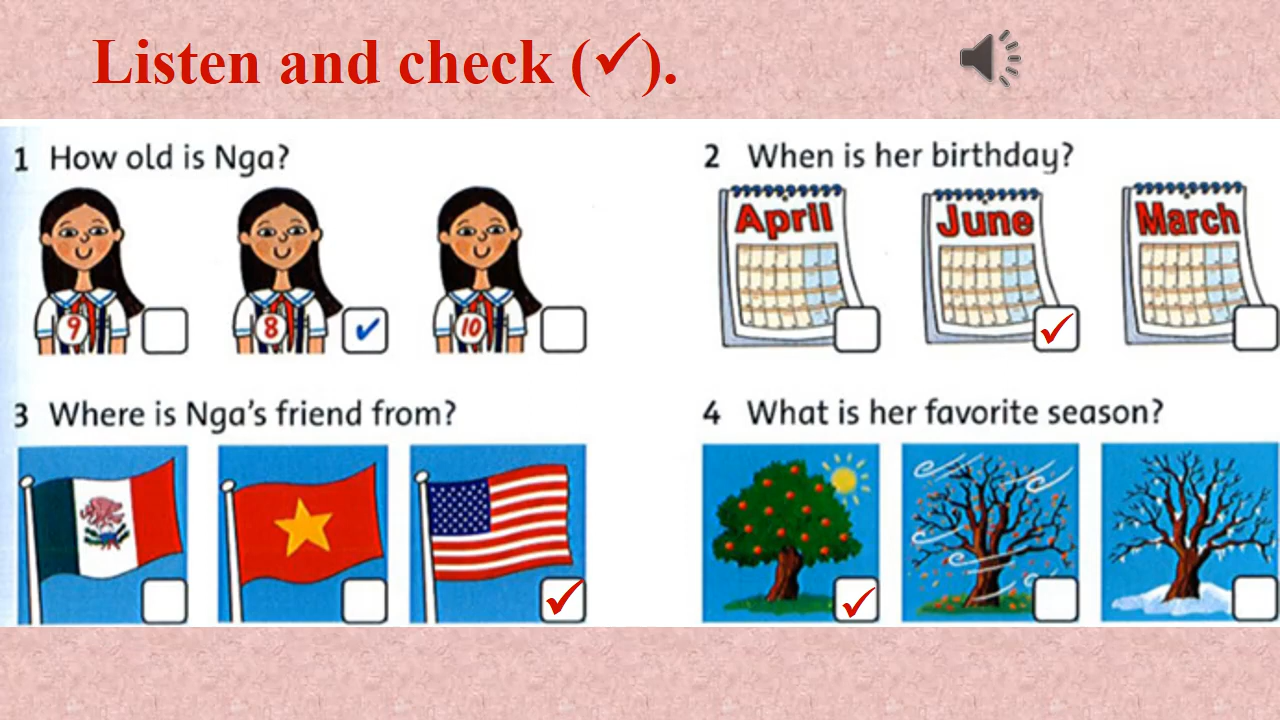 Listen and check (✓).
1 How old is Nga?
9
8
✓
10
2 When is her birthday?
April
June
✓
March
3 Where is Nga's friend from?
✓
4 What is her favorite season?
✓